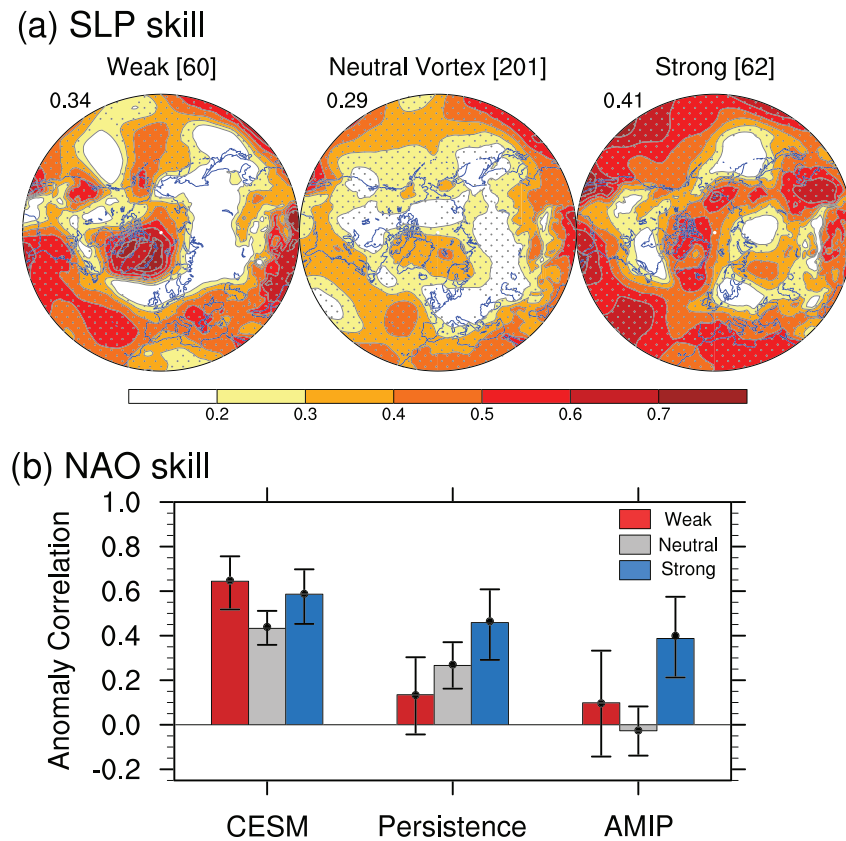 (a) SLP skill
Weak [60] Neutral Vortex [201] Strong [62]
0.34 0.29 0.41
0.2 0.3 0.4 0.5 0.6 0.7
(b) NAO skill
Anomaly Correlation
1.0
0.8
0.6
0.4
0.2
0.0
-0.2
Weak
Neutral
Strong
CESM Persistence AMIP